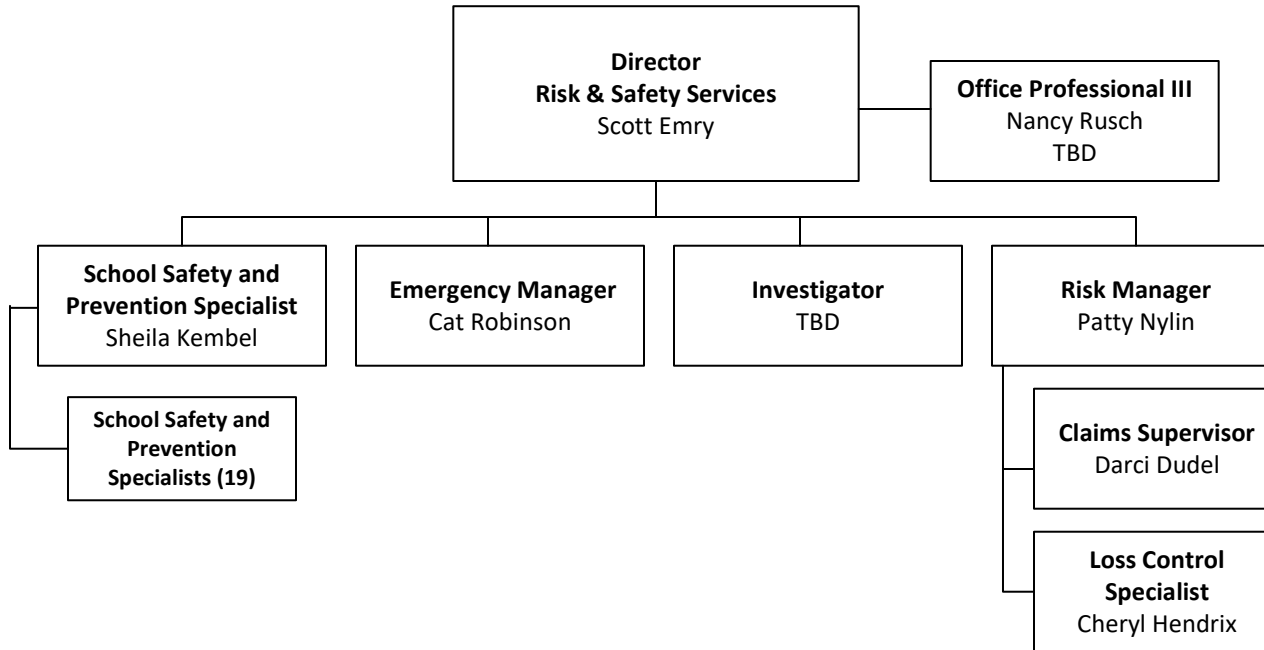 Director
Risk & Safety Services
Scott Emry
Office Professional III
Nancy Rusch
TBD
School Safety and
Prevention Specialist
Sheila Kembel
Emergency Manager
Cat Robinson
Investigator
TBD
Risk Manager
Patty Nylin
School Safety and
Prevention
Specialists (19)
Claims Supervisor
Darci Dudel
Loss Control
Specialist
Cheryl Hendrix